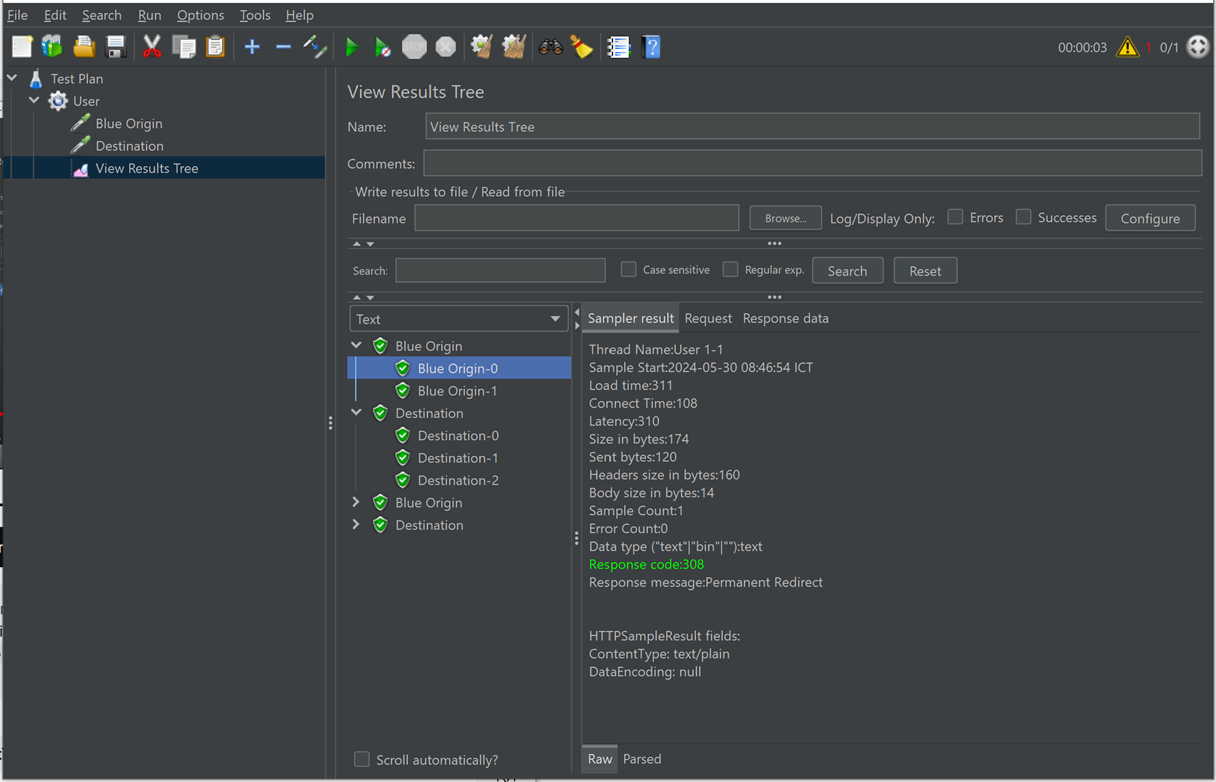 File Edit Search Run Options Tools Help
STOP 00:00:03 1 0/1
Test Plan
User
Blue Origin
Destination
View Results Tree
View Results Tree
Name: View Results Tree
Comments:
Write results to file / Read from file
Filename Browse... Log/Display Only: Errors Successes Configure
Search: Case sensitive Regular exp. Search Reset
Text
Blue Origin
Blue Origin-0
Blue Origin-1
Destination
Destination-0
Destination-1
Destination-2
Blue Origin
Destination
Scroll automatically?
Sampler result Request Response data
Thread Name:User 1-1
Sample Start:2024-05-30 08:46:54 ICT
Load time:311
Connect Time:108
Latency:310
Size in bytes:174
Sent bytes:120
Headers size in bytes:160
Body size in bytes:14
Sample Count:1
Error Count:0
Data type ("text"|"bin"|""):text
Response code:308
Response message:Permanent Redirect
HTTPSampleResult fields:
ContentType: text/plain
DataEncoding: null
Raw Parsed